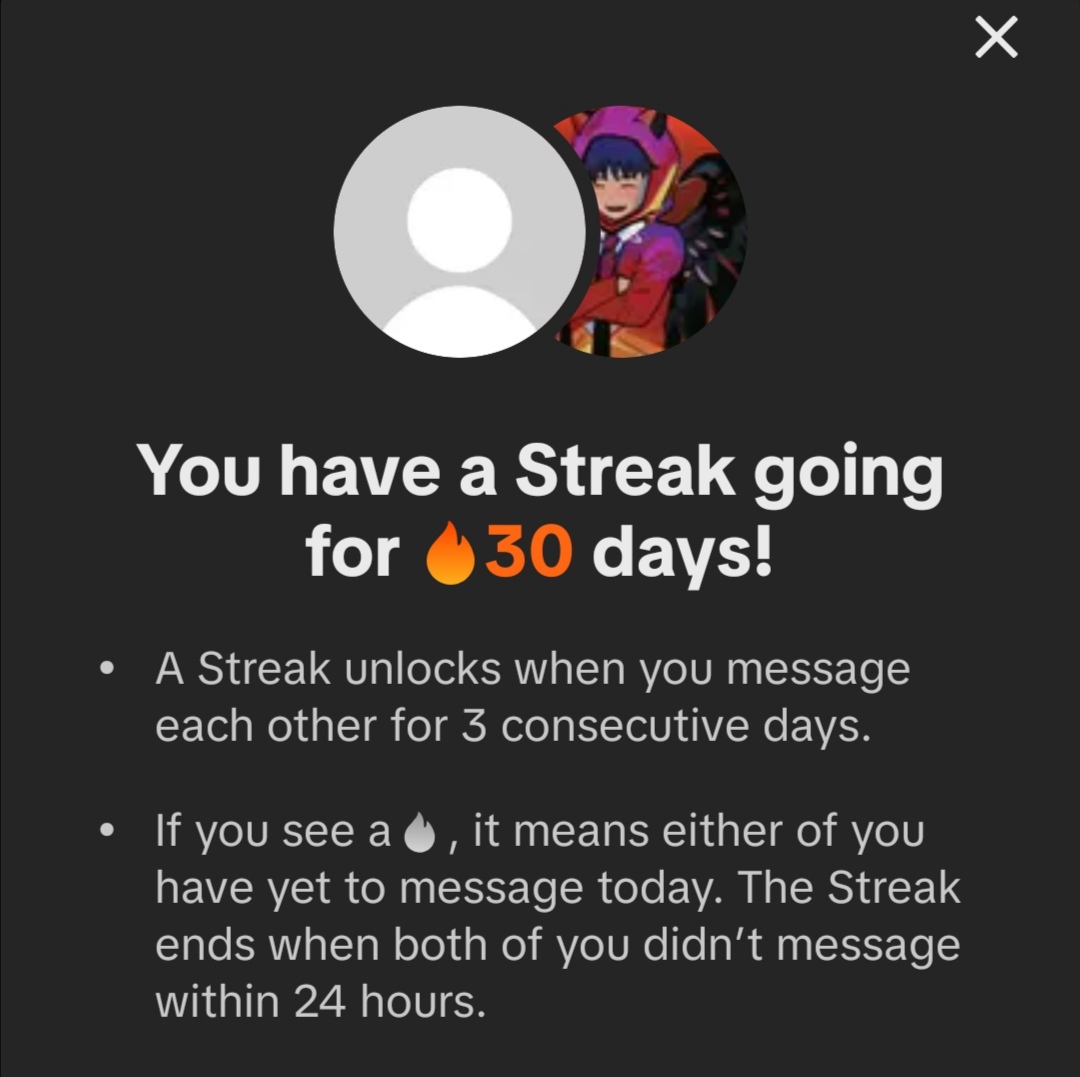 You have a Streak going
for 🔥30 days!
• A Streak unlocks when you message
each other for 3 consecutive days.
• If you see a 🔥, it means either of you
have yet to message today. The Streak
ends when both of you didn’t message
within 24 hours.